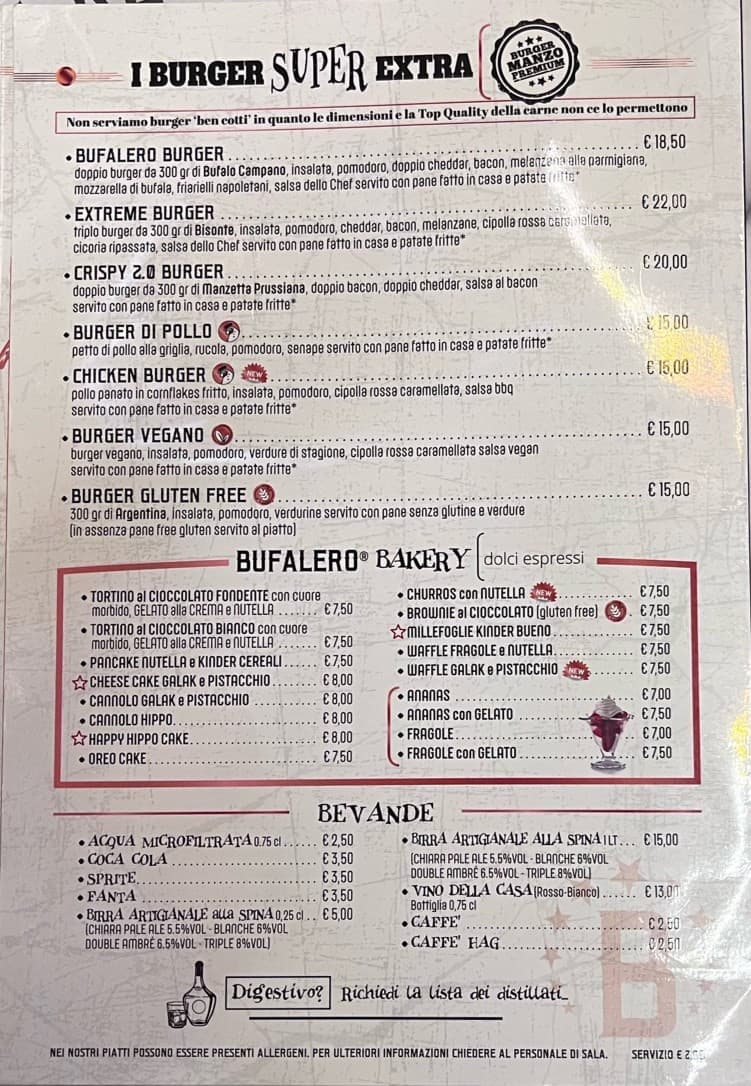 I BURGER SUPER EXTRA
BURGER MANZO PREMIUM
Non serviamo burger 'ben cotti' in quanto le dimensioni e la Top Quality della carne non ce lo permettono
• BUFALERO BURGER € 18,50
doppio burger da 300 gr di Bufalo Campano, insalata, pomodoro, doppio cheddar, bacon, melanzana alla parmigiana,
mozzarella di bufala, friarielli napoletani, salsa dello Chef servito con pane fatto in casa e patate fritte*
• EXTREME BURGER € 22,00
triplo burger da 300 gr di Bisonte, insalata, pomodoro, cheddar, bacon, melanzane, cipolla rossa caramellata,
cicoria ripassata, salsa dello Chef servito con pane fatto in casa e patate fritte*
• CRISPY 2.0 BURGER € 20,00
doppio burger da 300 gr di Manzetta Prussiana, doppio bacon, doppio cheddar, salsa al bacon
servito con pane fatto in casa e patate fritte*
• BURGER DI POLLO € 15,00
petto di pollo alla griglia, rucola, pomodoro, senape servito con pane fatto in casa e patate fritte*
• CHICKEN BURGER NEW € 15,00
pollo panato in cornflakes fritto, insalata, pomodoro, cipolla rossa caramellata, salsa bbq
servito con pane fatto in casa e patate fritte*
• BURGER VEGANO € 15,00
burger vegano, insalata, pomodoro, verdure di stagione, cipolla rossa caramellata salsa vegan
servito con pane fatto in casa e patate fritte*
• BURGER GLUTEN FREE € 15,00
300 gr di Argentina, insalata, pomodoro, verdurine servito con pane senza glutine e verdure
(in assenza pane free gluten servito al piatto)
BUFALERO® BAKERY dolci espressi
• TORTINO al CIOCCOLATO FONDENTE con cuore
morbido, GELATO alla CREMA e NUTELLA € 7,50
• TORTINO al CIOCCOLATO BIANCO con cuore
morbido, GELATO alla CREMA e NUTELLA € 7,50
• PANCAKE NUTELLA e KINDER CEREALI € 7,50
CHEESE CAKE GALAK e PISTACCHIO € 8,00
• CANNOLO GALAK e PISTACCHIO € 8,00
• CANNOLO HIPPO € 8,00
HAPPY HIPPO CAKE € 8,00
• OREO CAKE € 7,50
• CHURROS con NUTELLA NEW € 7,50
• BROWNIE al CIOCCOLATO (gluten free) € 7,50
MILLEFOGLIE KINDER BUENO € 7,50
• WAFFLE FRAGOLE e NUTELLA € 7,50
• WAFFLE GALAK e PISTACCHIO NEW € 7,50
• ANANAS € 7,00
• ANANAS con GELATO € 7,50
• FRAGOLE € 7,00
• FRAGOLE con GELATO € 7,50
BEVANDE
• ACQUA MICROFILTRATA 0.75 cl € 2,50
• COCA COLA € 3,50
• SPRITE € 3,50
• FANTA € 3,50
• BIRRA ARTIGIANALE alla SPINA 0,25 cl € 5,00
(CHIARA PALE ALE 5.5%VOL - BLANCHE 6%VOL
DOUBLE AMBRÉ 6.5%VOL - TRIPLE 8%VOL)
• BIRRA ARTIGIANALE ALLA SPINA 1 LT € 15,00
(CHIARA PALE ALE 5.5%VOL - BLANCHE 6%VOL
DOUBLE AMBRÉ 6.5%VOL - TRIPLE 8%VOL)
• VINO DELLA CASA (Rosso-Bianco) € 13,00
Bottiglia 0,75 cl
• CAFFE' € 2,50
• CAFFE' HAG € 2,50
Digestivo? Richiedi la lista dei distillati
NEI NOSTRI PIATTI POSSONO ESSERE PRESENTI ALLERGENI. PER ULTERIORI INFORMAZIONI CHIEDERE AL PERSONALE DI SALA. SERVIZIO €